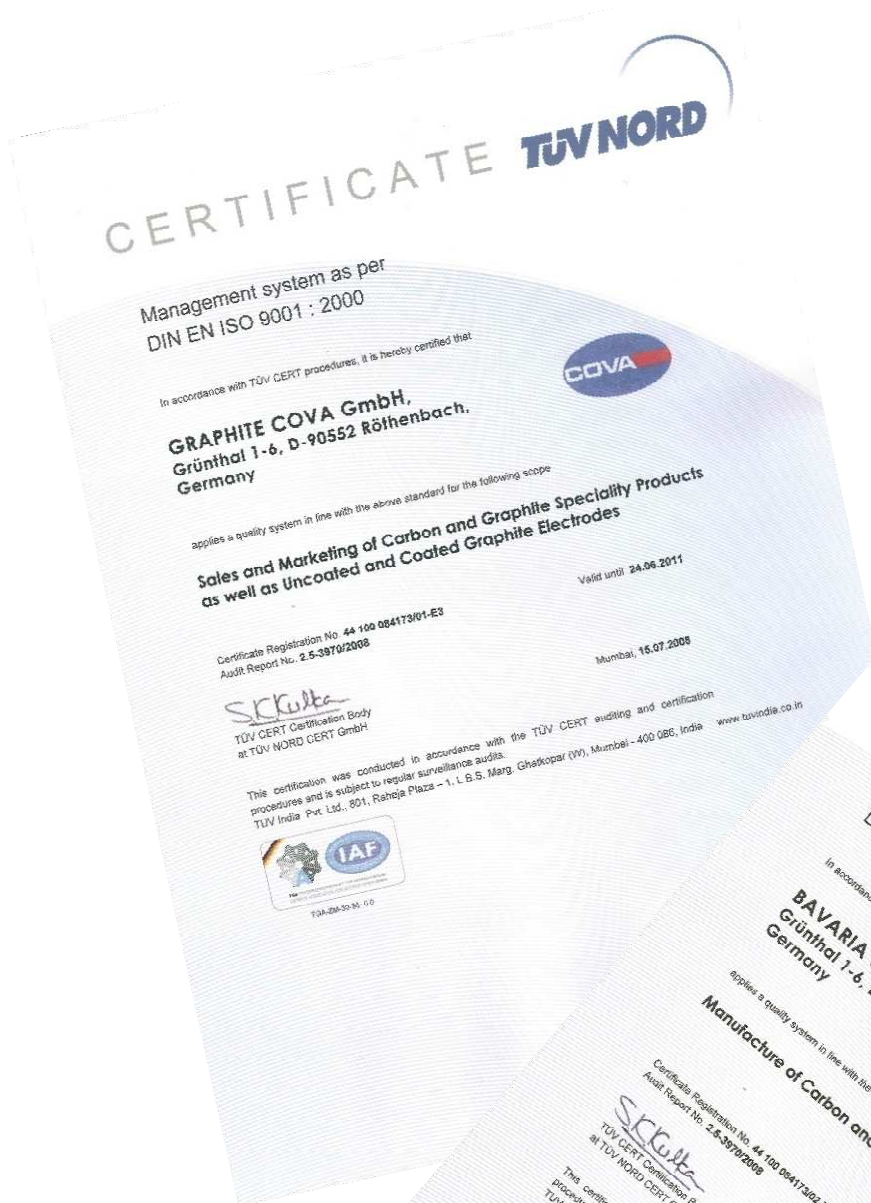 CERTIFICATE
TÜV NORD
Management system as per
DIN EN ISO 9001 : 2000
In accordance with TÜV CERT procedures, it is hereby certified that
COVA
GRAPHITE COVA GmbH,
Grünthal 1-6, D-90552 Röthenbach,
Germany
applies a quality system in line with the above standard for the following scope
Sales and Marketing of Carbon and Graphite Speciality Products
as well as Uncoated and Coated Graphite Electrodes
Certificate Registration No. 44 100 084173/01-E3
Audit Report No. 2.5-3970/2008
Valid until 24.06.2011
Mumbai, 15.07.2008
TÜV CERT Certification Body
at TÜV NORD CERT GmbH
This certification was conducted in accordance with the TÜV CERT auditing and certification
procedures and is subject to regular surveillance audits.
TÜV India Pvt. Ltd., 801, Raheja Plaza – 1, L.B.S. Marg, Ghatkopar (W), Mumbai - 400 086, India www.tuvindia.co.in
IAF
In accordanc
BAVARIA
Grünthal 1-6,
Germany
applies a quality system in line with the
Manufacture of Carbon and
Certificate Registration No. 44 100 084173/02
Audit Report No. 2.5-3970/2008
TÜV CERT Certification B
at TÜV NORD CERT
This certifi